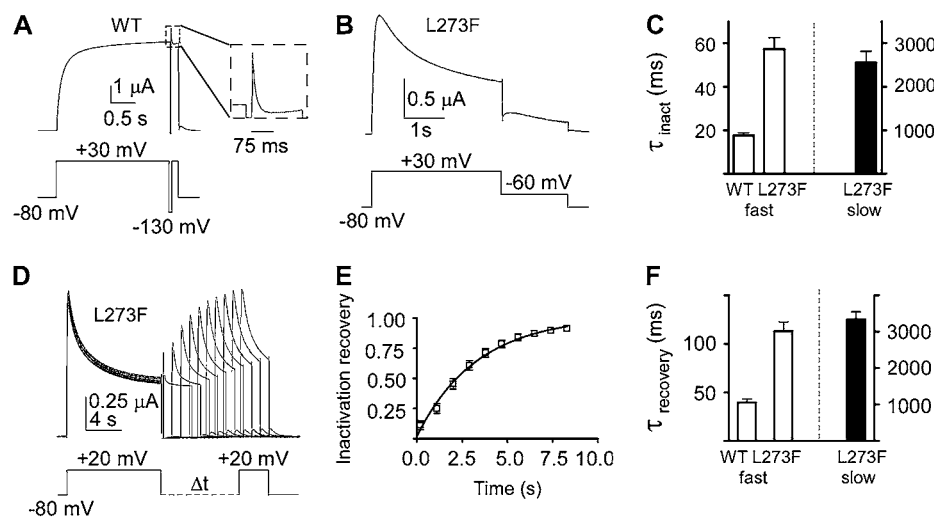 A
WT
1 μA
0.5 s
75 ms
+30 mV
-80 mV
-130 mV
B
L273F
0.5 μA
1s
+30 mV
-60 mV
-80 mV
C
τ inact (ms)
60
40
20
3000
2000
1000
WT L273F
fast
L273F
slow
D
L273F
0.25 μA
4 s
+20 mV
+20 mV
Δt
-80 mV
E
Inactivation recovery
1.00
0.75
0.50
0.25
0.0 2.5 5.0 7.5 10.0
Time (s)
F
τ recovery (ms)
100
50
3000
2000
1000
WT L273F
fast
L273F
slow